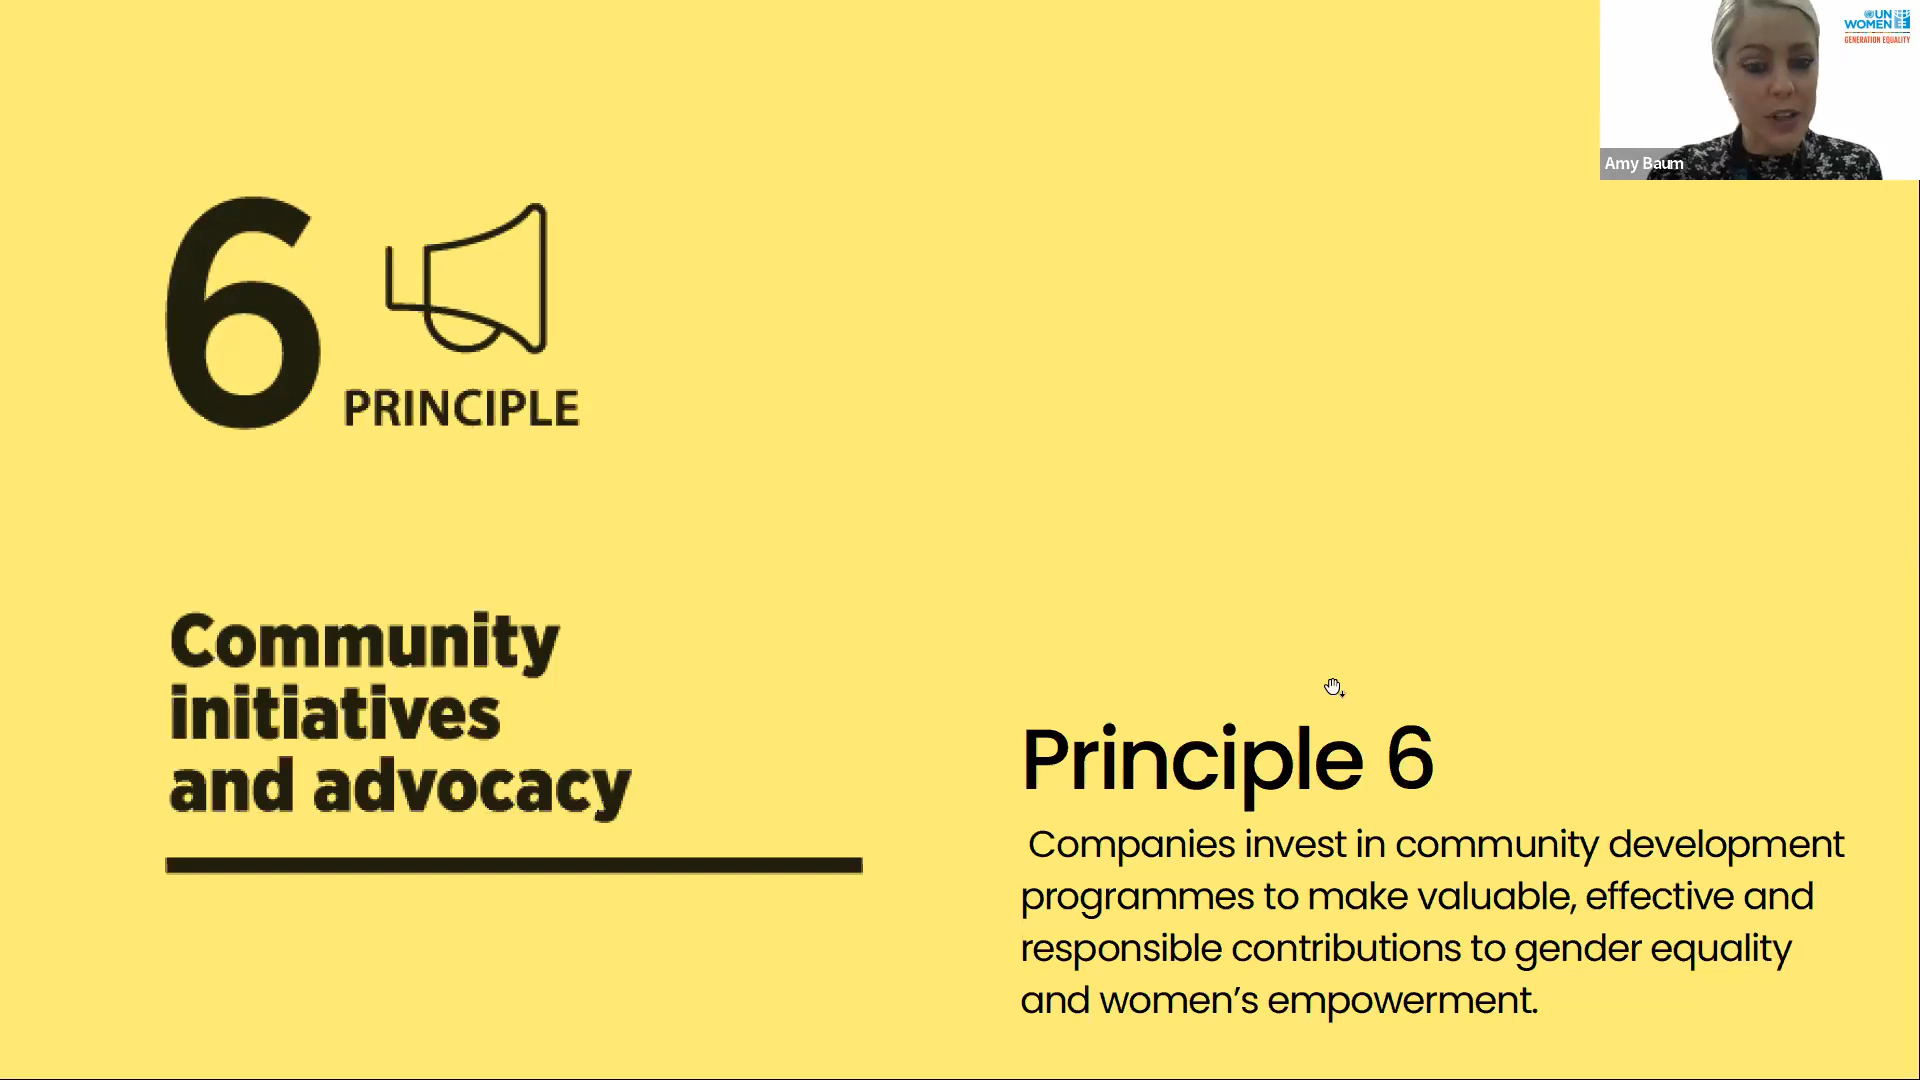 UN
WOMEN
GENERATION EQUALITY
Amy Baum
6
PRINCIPLE
Community
initiatives
and advocacy
Principle 6
Companies invest in community development
programmes to make valuable, effective and
responsible contributions to gender equality
and women’s empowerment.